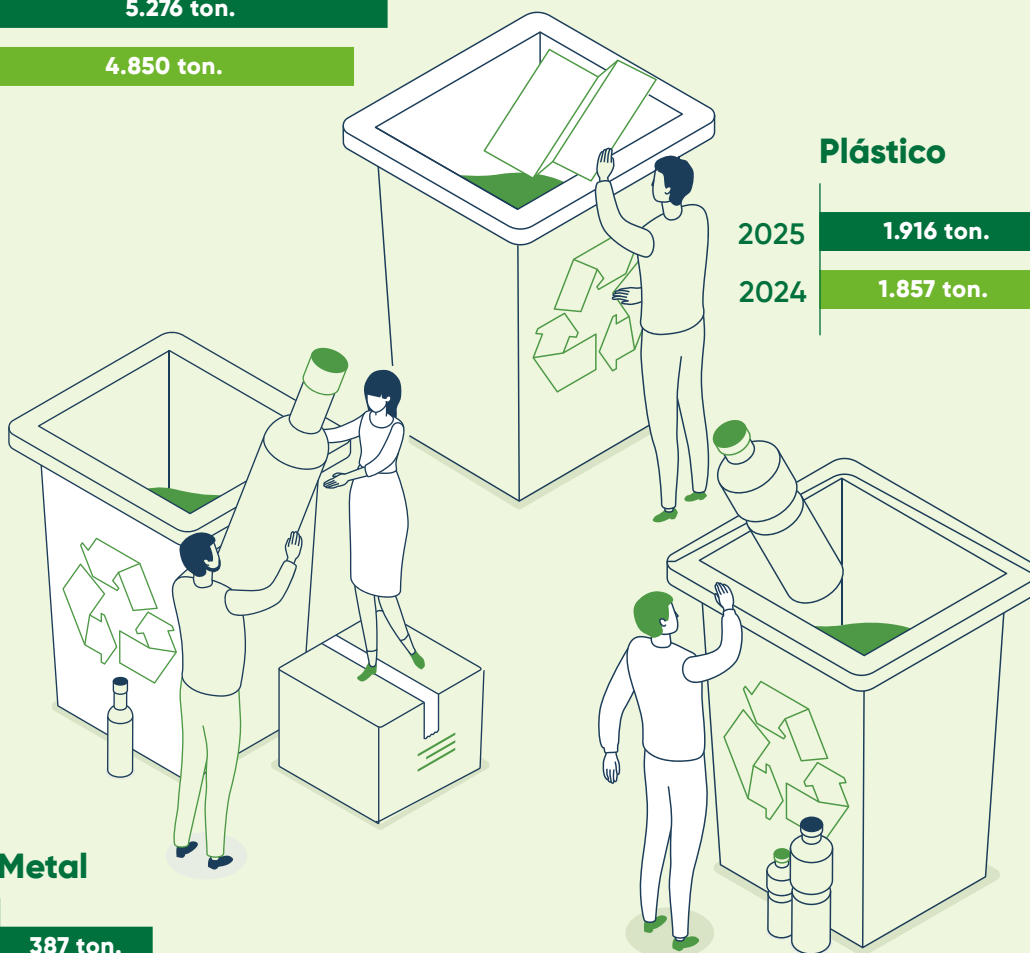 5.276 ton.
4.850 ton.
Plástico
2025
1.916 ton.
2024
1.857 ton.
Metal
387 ton.